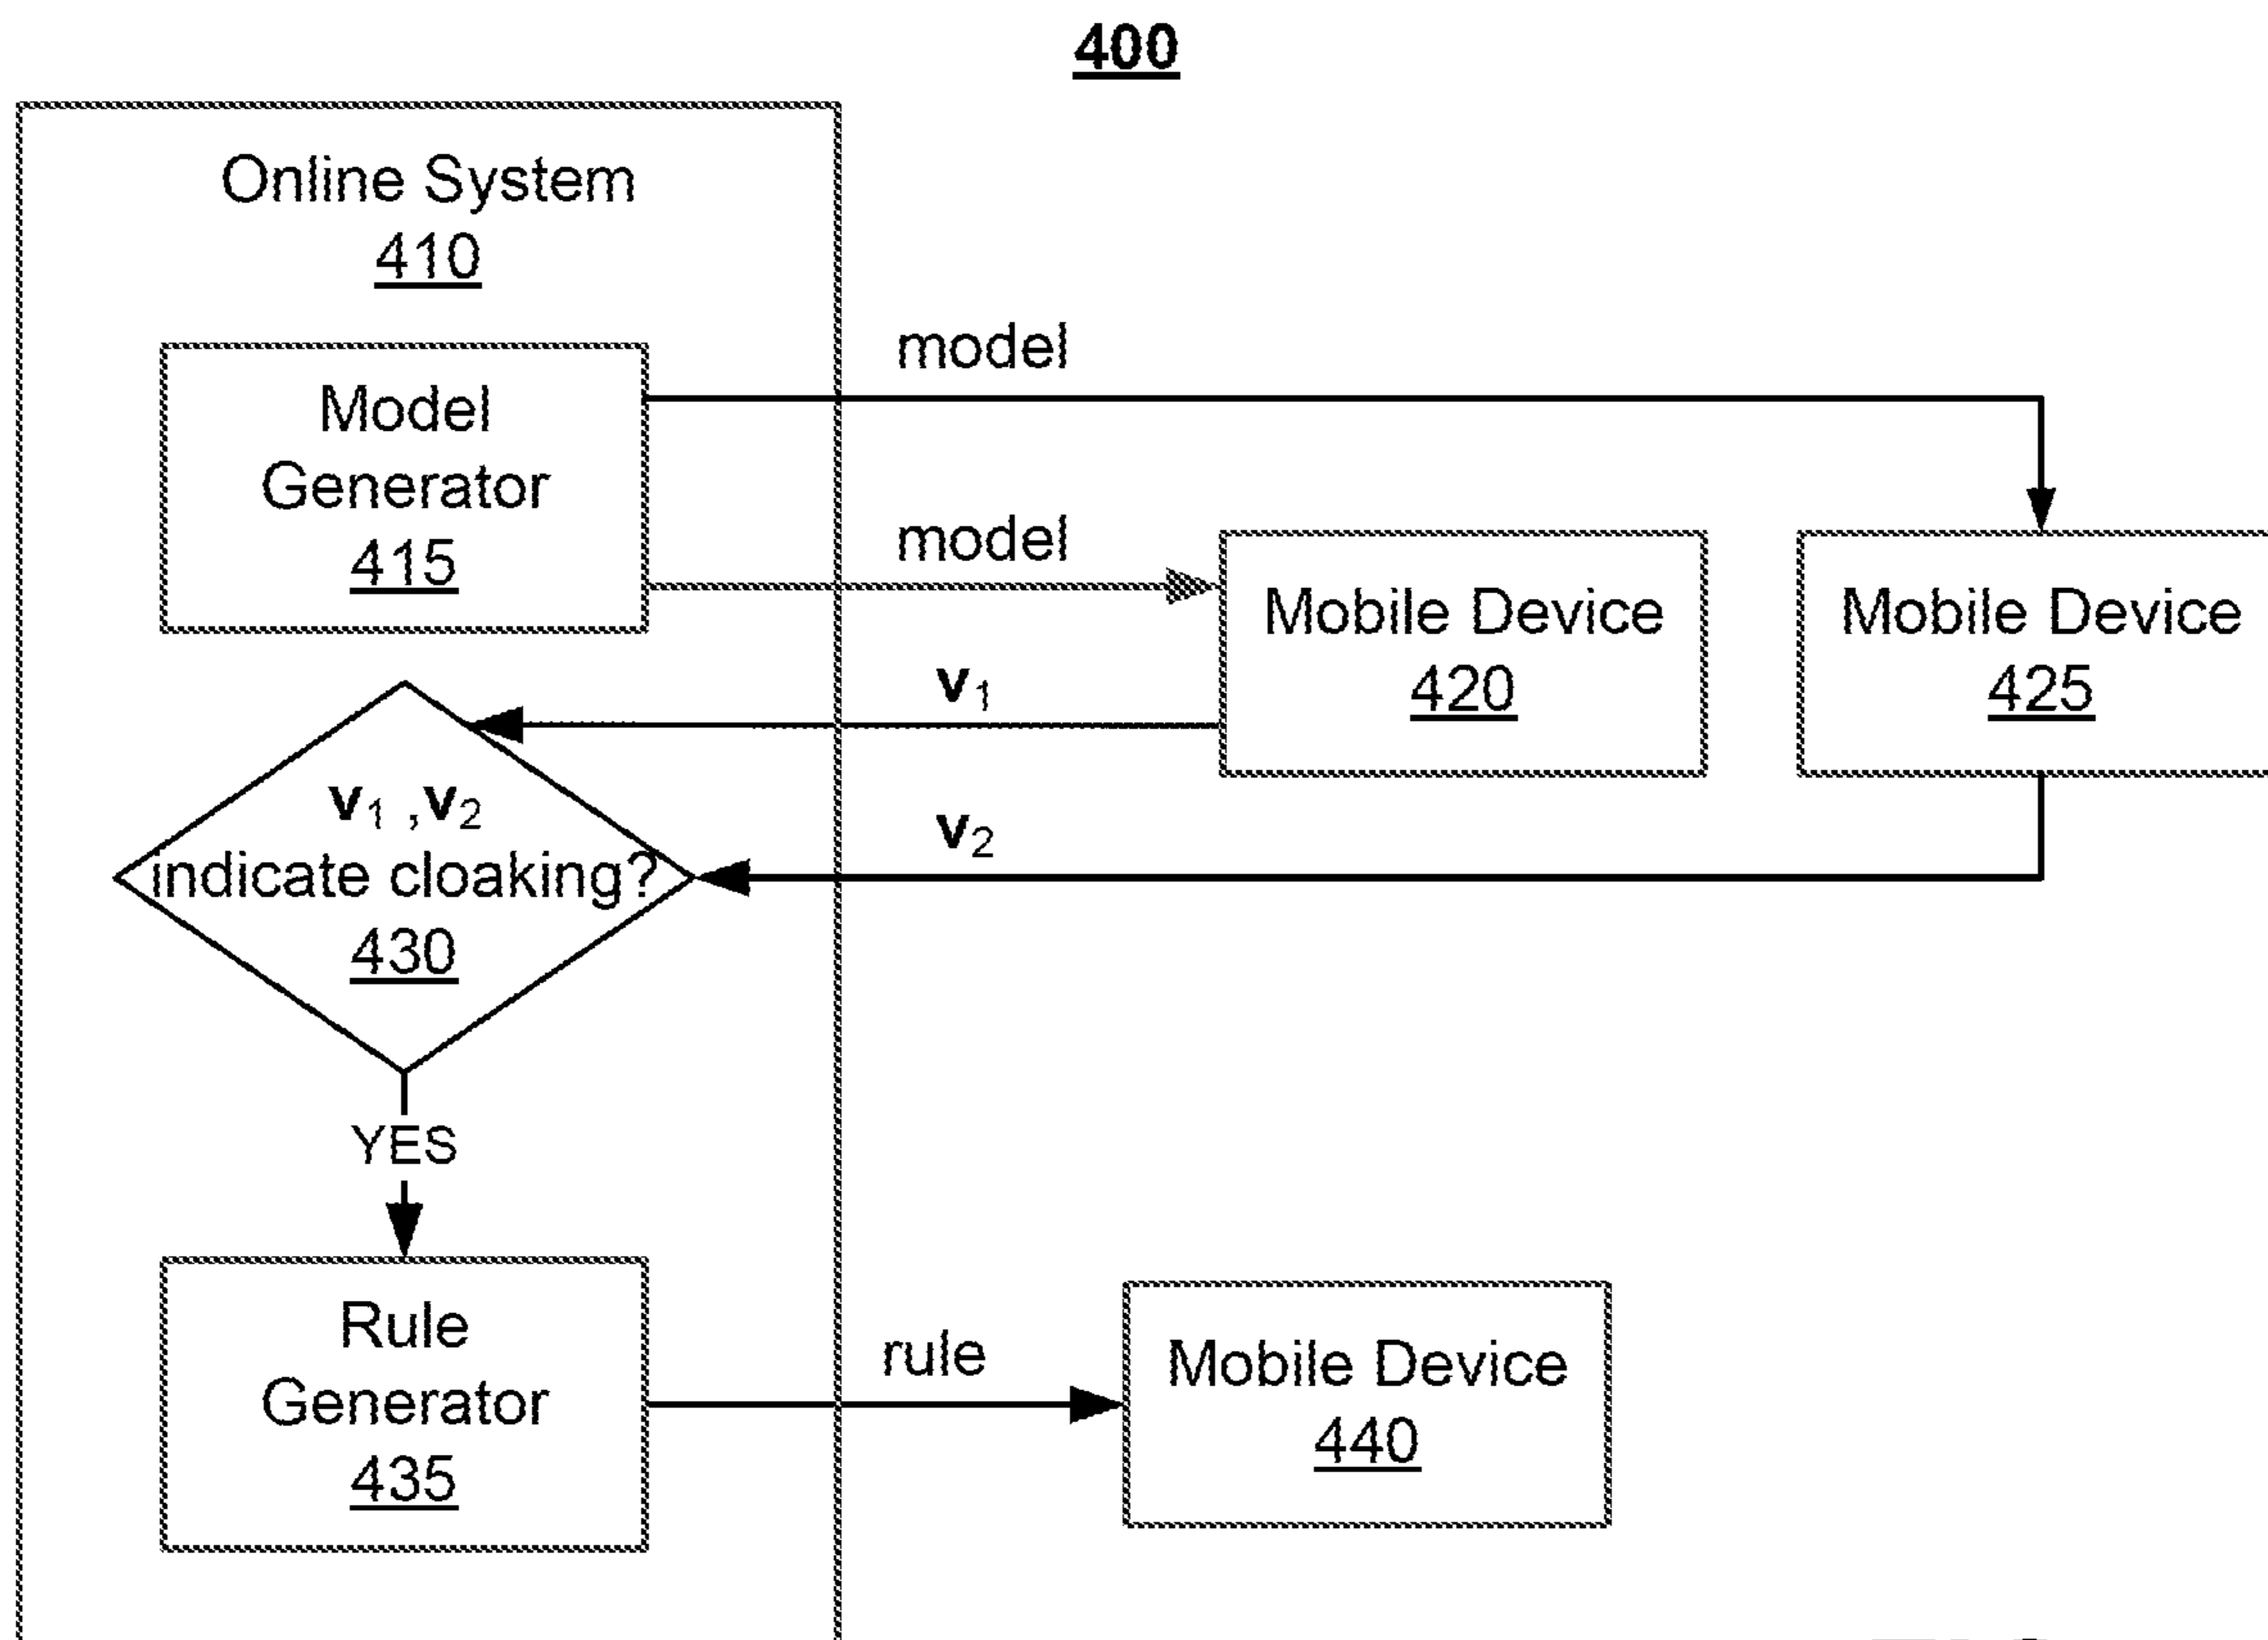 400
Online System
410
model
Model
Generator
415
model
Mobile Device
420
Mobile Device
425
v1
v1 ,v2
indicate cloaking?
430
v2
YES
Rule
Generator
435
rule
Mobile Device
440